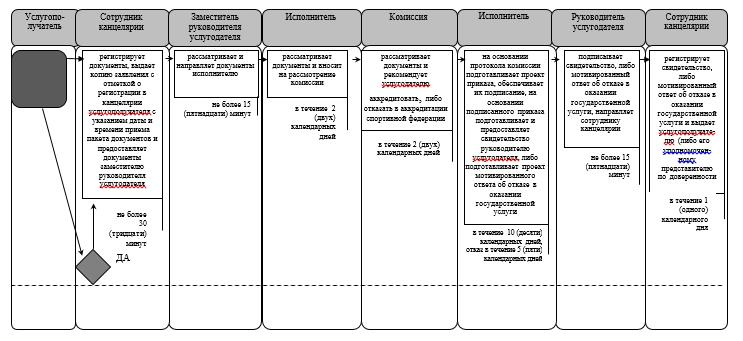 Услугопо-
лучатель
Сотрудник
канцелярии
Заместитель
руководителя
услугодателя
Исполнитель
Комиссия
Исполнитель
Руководитель
услугодателя
Сотрудник
канцелярии
регистрирует
документы, выдает
копию заявления с
отметкой о
регистрации в
канцелярии
услугополучателя с
указанием даты и
времени приема
пакета документов и
предоставляет
документы
заместителю
руководителя
услугодателя
не более
30
(тридцати)
минут
ДА
рассматривает и
направляет документы
исполнителю
не более 15
(пятнадцати) минут
рассматривает
документы и вносит
на рассмотрение
комиссии
в течение 2
(двух)
календарных
дней
рассматривает
документы и
рекомендует
услугодателю
аккредитовать, либо
отказать в аккредитации
спортивной федерации
в течение 2 (двух)
календарных дней
на основании
протокола комиссии
подготавливает проект
приказа, обеспечивает
их подписание, на
основании
подписанного приказа
подготавливает и
предоставляет
свидетельство
руководителю
услугодателя, либо
подготавливает проект
мотивированного
ответа об отказе в
оказании
государственной
услуги
в течение 10 (десяти)
календарных дней,
отказ в течение 5 (пяти)
календарных дней
подписывает
свидетельство, либо
мотивированный
ответ об отказе в
оказании
государственной
услуги, направляет
сотруднику
канцелярии
не более 15
(пятнадцати)
минут
регистрирует
свидетельство,
либо
мотивированный
ответ об отказе в
оказании
государственной
услуги и выдает
услугополучате-
лю (либо его
уполномочен-
ному
представителю
по доверенности
в течение 1
(одного)
календарного
дня